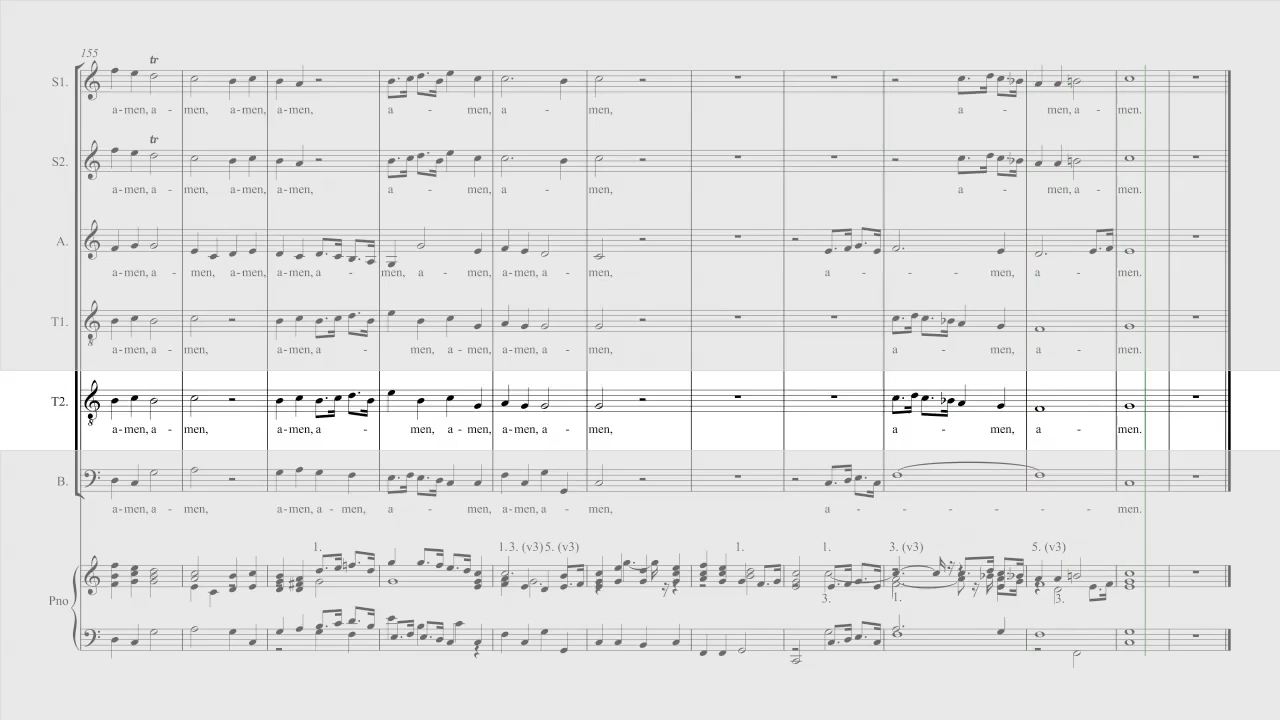 155
tr
S1.
a-men, a - men, a-men, a-men, a men, a - men, a - men, a - men.
tr
S2.
a-men, a - men, a-men, a-men, a - men, a - men, a - men, a - men.
A.
a-men, a - men, a-men, a-men, a - men, a - men, a-men, a - men, a - - - men, a - men.
T1.
a-men, a - men, a-men, a - men, a - men, a-men, a - men, a - men, a - men.
T2.
a-men, a - men, a-men, a - men, a - men, a-men, a - men, a - men, a - men.
B.
a-men, a - men, a-men, a - men, a - men, a-men, a - men, a - - - - - men.
1. 1.3. (v3) 5. (v3) 1. 1. 3. (v3) 5. (v3)
Pno
3. 1. 3.